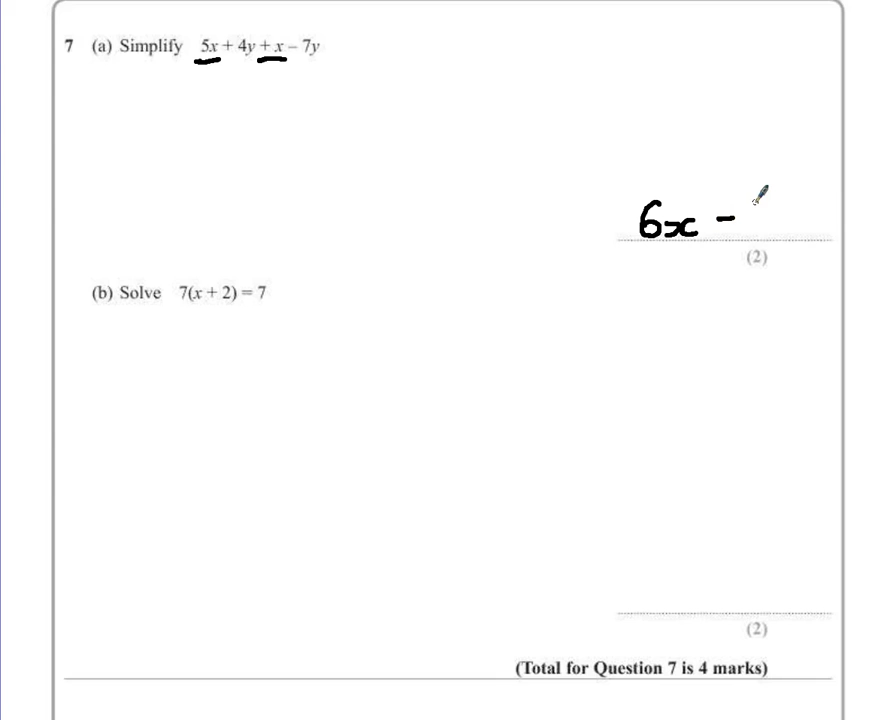 7 (a) Simplify 5x + 4y + x – 7y
6x –
(2)
(b) Solve 7(x + 2) = 7
(2)
(Total for Question 7 is 4 marks)